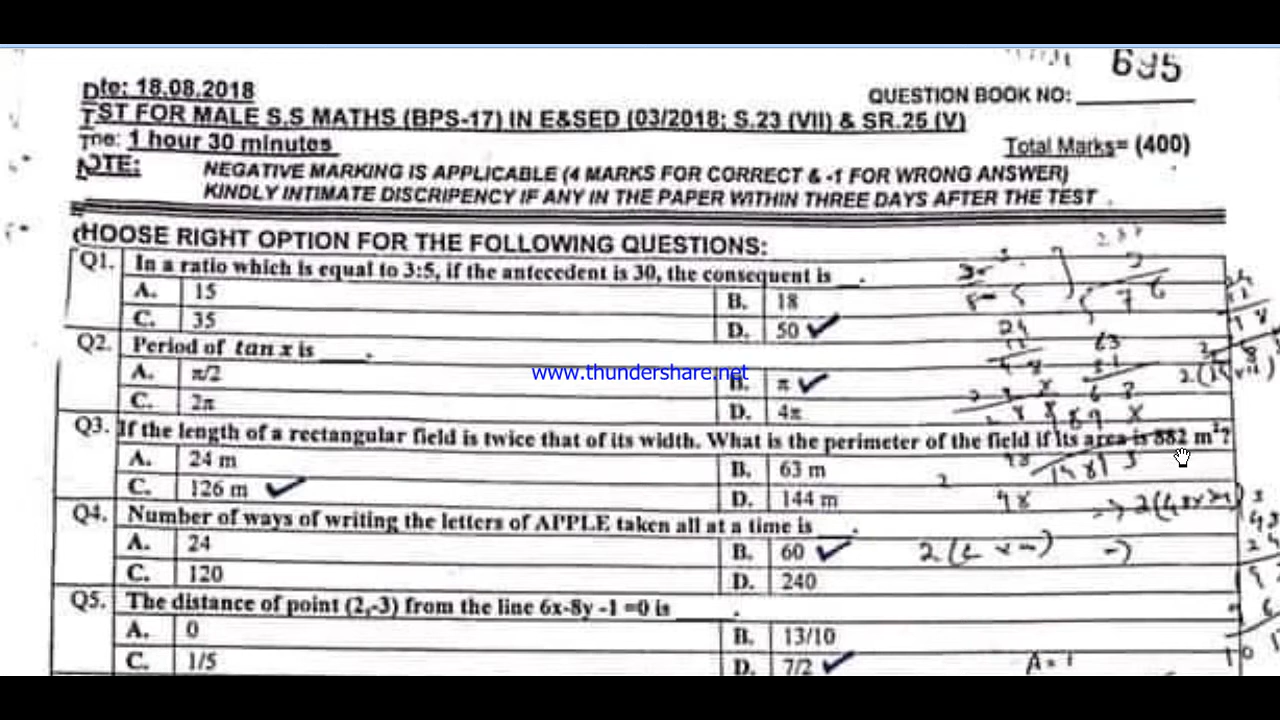 695
Dte: 18.08.2018
QUESTION BOOK NO:
TST FOR MALE S.S MATHS (BPS-17) IN E&SED (03/2018; S.23 (VII) & SR.25 (V)
Tne: 1 hour 30 minutes
Total Marks= (400)
NOTE: NEGATIVE MARKING IS APPLICABLE (4 MARKS FOR CORRECT & -1 FOR WRONG ANSWER)
KINDLY INTIMATE DISCRIPENCY IF ANY IN THE PAPER WITHIN THREE DAYS AFTER THE TEST .
CHOOSE RIGHT OPTION FOR THE FOLLOWING QUESTIONS:
Q1. In a ratio which is equal to 3:5, if the antecedent is 30, the consequent is __.
A. 15 B. 18
C. 35 D. 50 ✓
Q2. Period of tan x is ____.
www.thundershare.net
A. π/2 B. π ✓
C. 2π D. 4π
Q3. If the length of a rectangular field is twice that of its width. What is the perimeter of the field if its area is 882 m²?
A. 24 m B. 63 m
C. 126 m ✓ D. 144 m
Q4. Number of ways of writing the letters of APPLE taken all at a time is ___.
A. 24 B. 60 ✓
C. 120 D. 240
Q5. The distance of point (2,-3) from the line 6x-8y -1 =0 is _____.
A. 0 B. 13/10
C. 1/5 D. 7/2 ✓